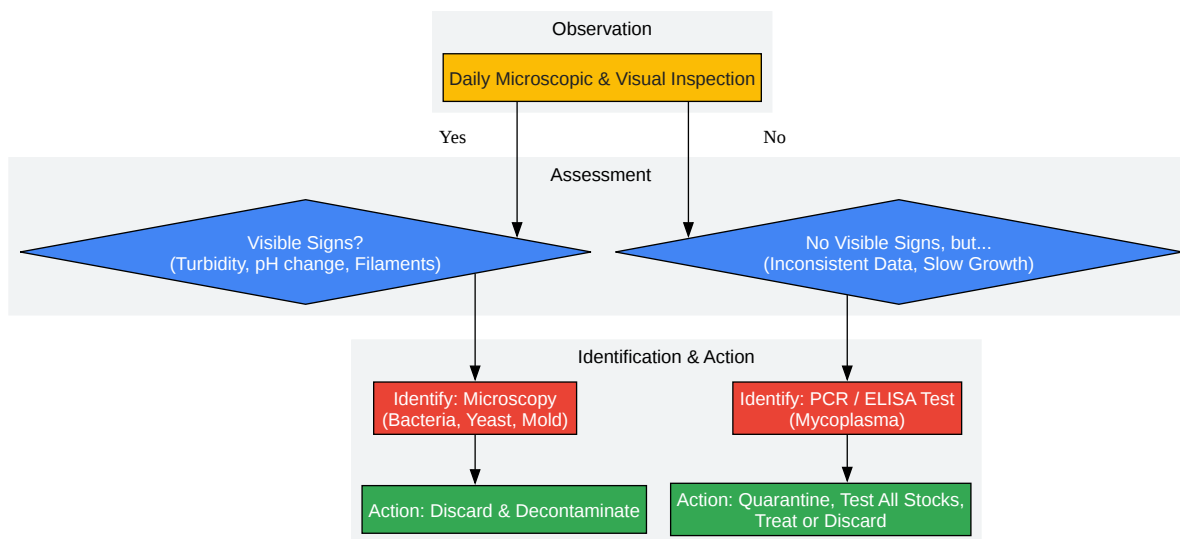 Observation
Daily Microscopic & Visual Inspection
Yes
No
Assessment
Visible Signs?
(Turbidity, pH change, Filaments)
No Visible Signs, but...
(Inconsistent Data, Slow Growth)
Identification & Action
Identify: Microscopy
(Bacteria, Yeast, Mold)
Identify: PCR / ELISA Test
(Mycoplasma)
Action: Discard & Decontaminate
Action: Quarantine, Test All Stocks,
Treat or Discard